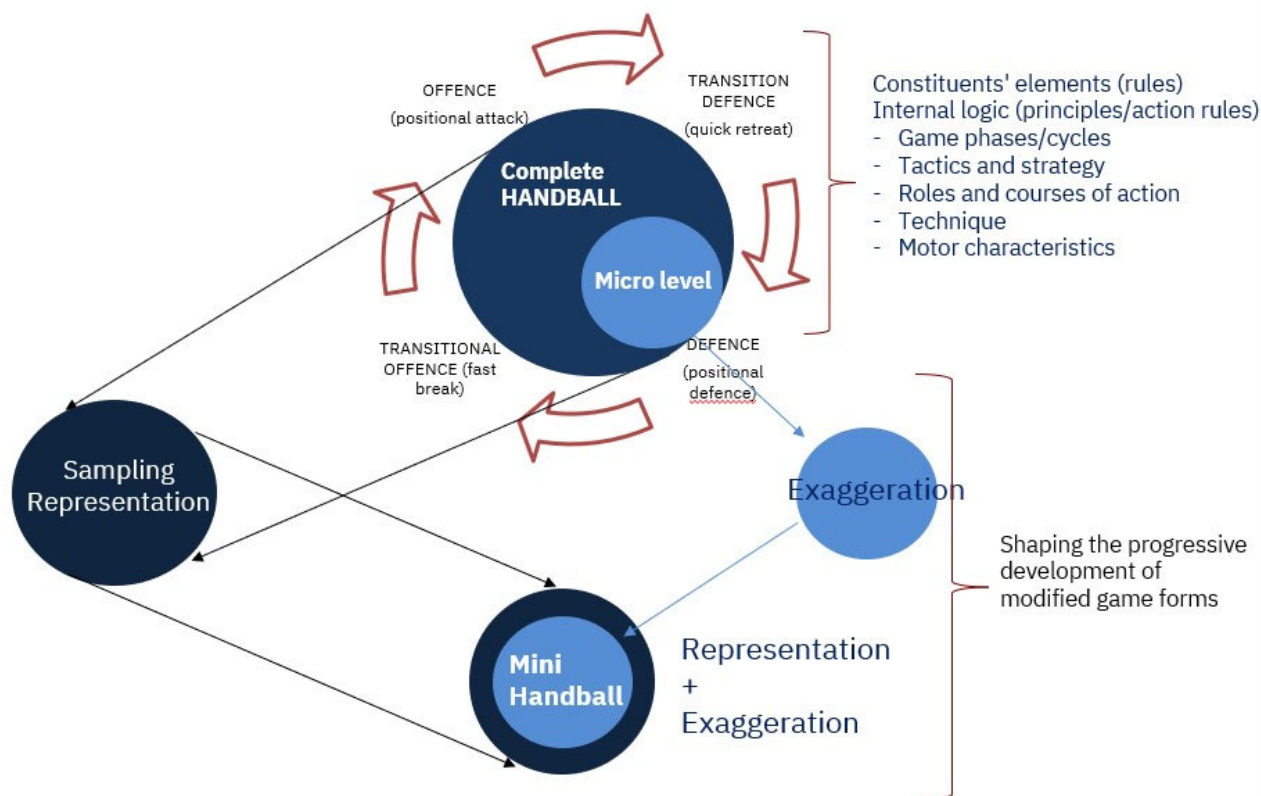 OFFENCE
(positional attack)
TRANSITION
DEFENCE
(quick retreat)
Complete
HANDBALL
Micro level
TRANSITIONAL
OFFENCE (fast
break)
DEFENCE
(positional
defence)
Constituents' elements (rules)
Internal logic (principles/action rules)
- Game phases/cycles
- Tactics and strategy
- Roles and courses of action
- Technique
- Motor characteristics
Sampling
Representation
Exaggeration
Mini
Handball
Representation
+
Exaggeration
Shaping the progressive
development of
modified game forms